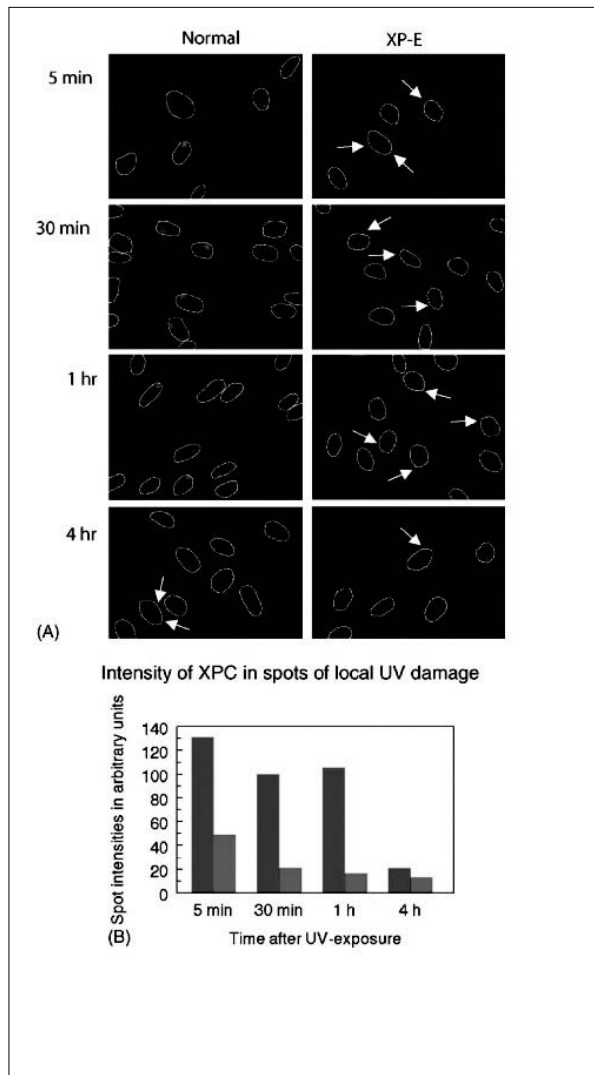 Normal XP-E
5 min
30 min
1 hr
4 hr
(A)
Intensity of XPC in spots of local UV damage
Spot intensities in arbitrary units
140
120
100
80
60
40
20
0
5 min 30 min 1 h 4 h
(B) Time after UV-exposure